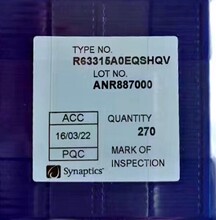 TYPE NO.
R63315A0EQSHQV
LOT NO.
ANR887000
ACC
16/03/22
PQC
QUANTITY
270
MARK OF
INSPECTION
Synaptics